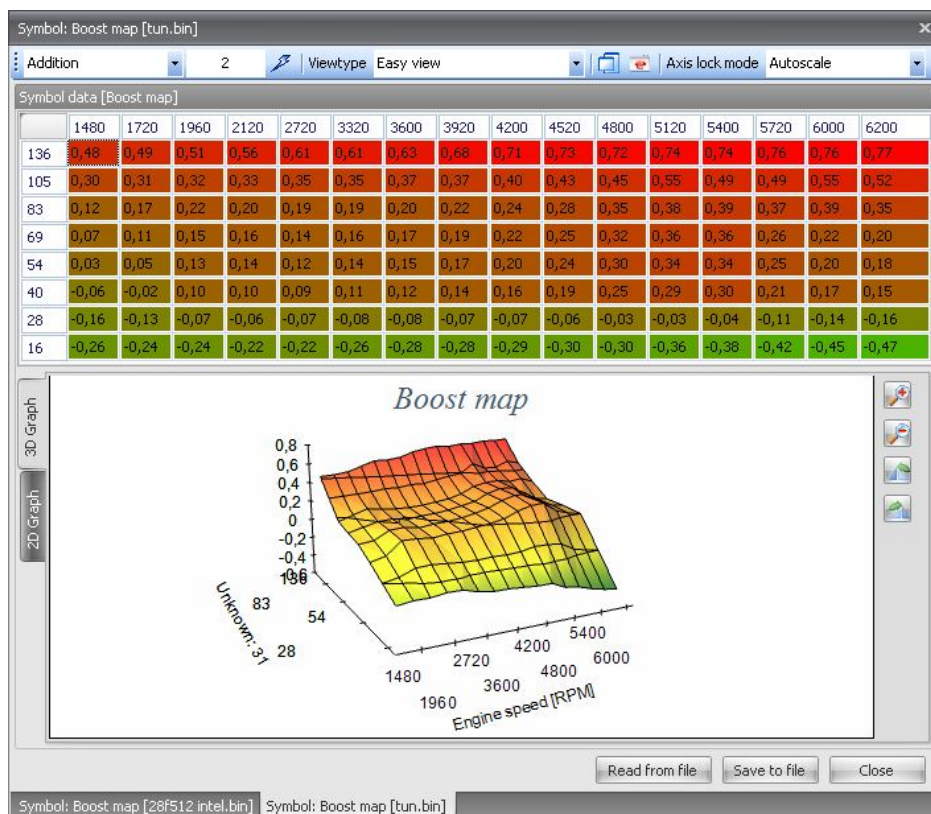 Symbol: Boost map [tun.bin]
Addition 2 Viewtype Easy view Axis lock mode Autoscale
Symbol data [Boost map]
1480 1720 1960 2120 2720 3320 3600 3920 4200 4520 4800 5120 5400 5720 6000 6200
136 0,48 0,49 0,51 0,56 0,61 0,61 0,63 0,68 0,71 0,73 0,72 0,74 0,74 0,76 0,76 0,77
105 0,30 0,31 0,32 0,33 0,35 0,35 0,37 0,37 0,40 0,43 0,45 0,55 0,49 0,49 0,55 0,52
83 0,12 0,17 0,22 0,20 0,19 0,19 0,20 0,22 0,24 0,28 0,35 0,38 0,39 0,37 0,39 0,35
69 0,07 0,11 0,15 0,16 0,14 0,16 0,17 0,19 0,22 0,25 0,32 0,36 0,36 0,26 0,22 0,20
54 0,03 0,05 0,13 0,14 0,12 0,14 0,15 0,17 0,20 0,24 0,30 0,34 0,34 0,25 0,20 0,18
40 -0,06 -0,02 0,10 0,10 0,09 0,11 0,12 0,14 0,16 0,19 0,25 0,29 0,30 0,21 0,17 0,15
28 -0,16 -0,13 -0,07 -0,06 -0,07 -0,08 -0,08 -0,07 -0,07 -0,06 -0,03 -0,03 -0,04 -0,11 -0,14 -0,16
16 -0,26 -0,24 -0,24 -0,22 -0,22 -0,26 -0,28 -0,28 -0,29 -0,30 -0,30 -0,36 -0,38 -0,42 -0,45 -0,47
3D Graph
2D Graph
Boost map
0,8
0,6
0,4
0,2
0
-0,2
-0,4
-0,6
136
83
54
28
Unknown: 31
1480
1960
2720
3600
4200
4800
5400
6000
Engine speed [RPM]
Read from file Save to file Close
Symbol: Boost map [28f512 intel.bin] Symbol: Boost map [tun.bin]